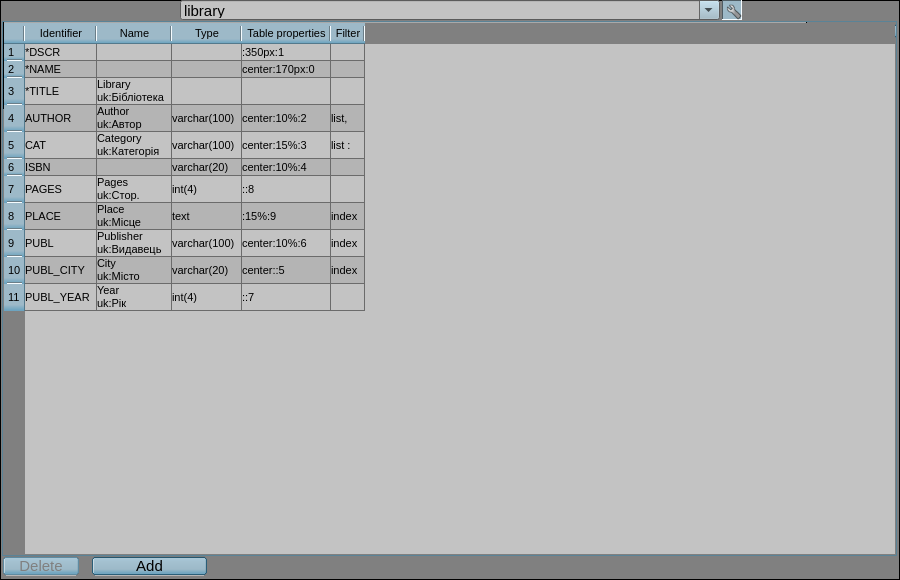 library
Identifier Name Type Table properties Filter
1 *DSCR :350px:1
2 *NAME center:170px:0
3 *TITLE Library
uk:Бібліотека
4 AUTHOR Author
uk:Автор varchar(100) center:10%:2 list,
5 CAT Category
uk:Категорія varchar(100) center:15%:3 list :
6 ISBN varchar(20) center:10%:4
7 PAGES Pages
uk:Стор. int(4) ::8
8 PLACE Place
uk:Місце text :15%:9 index
9 PUBL Publisher
uk:Видавець varchar(100) center:10%:6 index
10 PUBL_CITY City
uk:Місто varchar(20) center::5 index
11 PUBL_YEAR Year
uk:Рік int(4) ::7
Delete Add